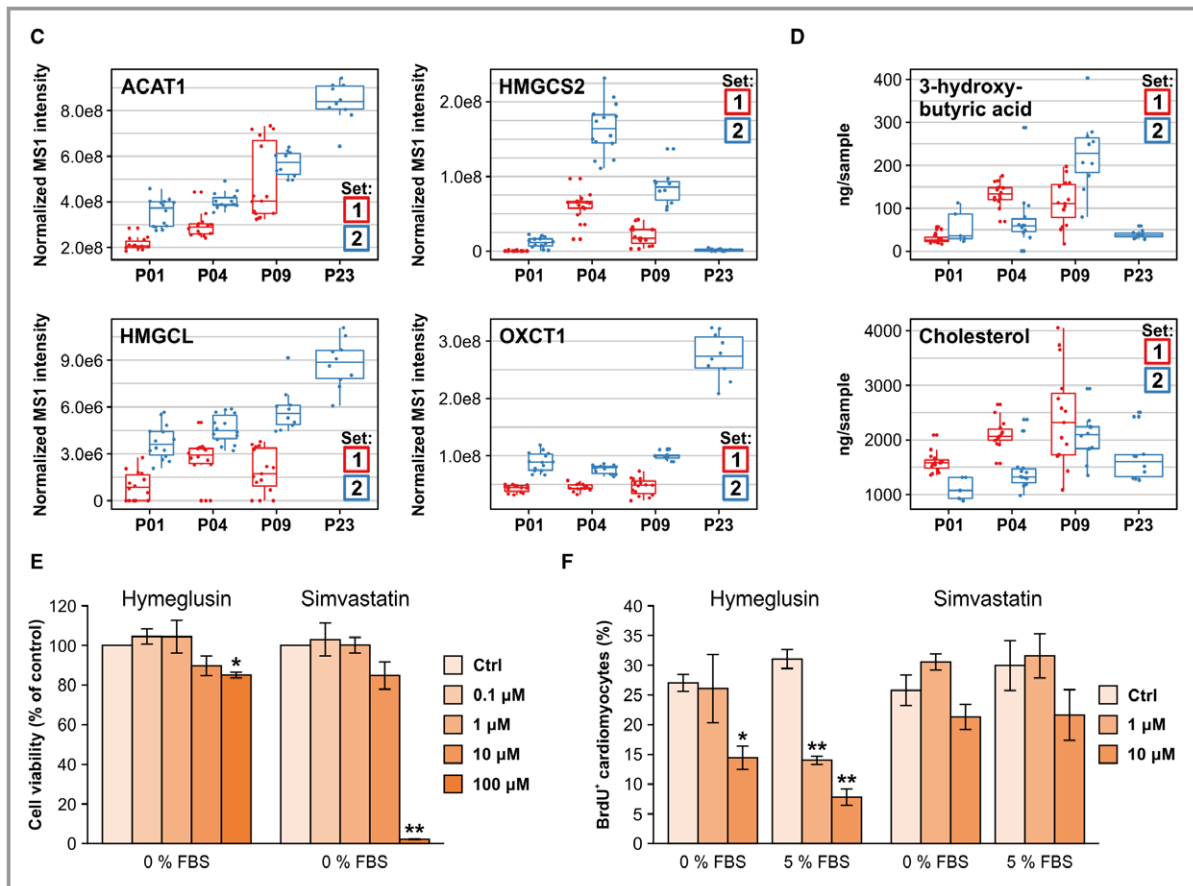 C
D
ACAT1
Normalized MS1 intensity
8.0e8
6.0e8
4.0e8
2.0e8
Set:
1
2
P01 P04 P09 P23
HMGCS2
Normalized MS1 intensity
2.0e8
1.0e8
0
Set:
1
2
P01 P04 P09 P23
3-hydroxy-
butyric acid
ng/sample
400
300
200
100
0
Set:
1
2
P01 P04 P09 P23
HMGCL
Normalized MS1 intensity
9.0e6
6.0e6
3.0e6
0
Set:
1
2
P01 P04 P09 P23
OXCT1
Normalized MS1 intensity
3.0e8
2.0e8
1.0e8
0
Set:
1
2
P01 P04 P09 P23
Cholesterol
ng/sample
4000
3000
2000
1000
Set:
1
2
P01 P04 P09 P23
E
Hymeglusin Simvastatin
Cell viability (% of control)
120
100
80
60
40
20
0
*
**
0 % FBS 0 % FBS
Ctrl
0.1 µM
1 µM
10 µM
100 µM
F
Hymeglusin Simvastatin
BrdU+ cardiomyocytes (%)
40
35
30
25
20
15
10
5
0
*
**
**
0 % FBS 5 % FBS 0 % FBS 5 % FBS
Ctrl
1 µM
10 µM